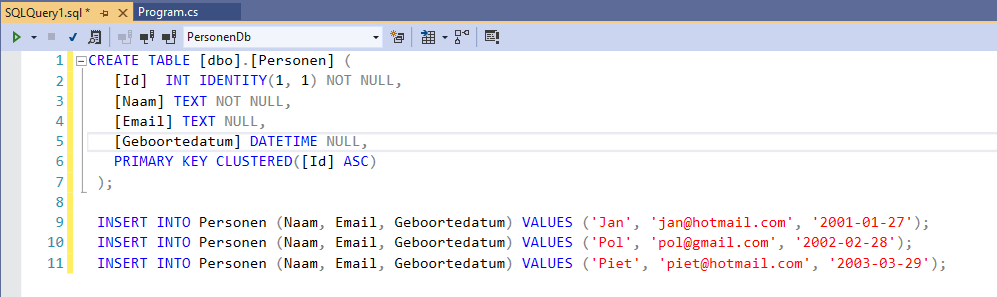 SQLQuery1.sql * Program.cs
PersonenDb
1 CREATE TABLE [dbo].[Personen] (
2 [Id]  INT IDENTITY(1, 1) NOT NULL,
3 [Naam] TEXT NOT NULL,
4 [Email] TEXT NULL,
5 [Geboortedatum] DATETIME NULL,
6 PRIMARY KEY CLUSTERED([Id] ASC)
7 );
8
9 INSERT INTO Personen (Naam, Email, Geboortedatum) VALUES ('Jan', 'jan@hotmail.com', '2001-01-27');
10 INSERT INTO Personen (Naam, Email, Geboortedatum) VALUES ('Pol', 'pol@gmail.com', '2002-02-28');
11 INSERT INTO Personen (Naam, Email, Geboortedatum) VALUES ('Piet', 'piet@hotmail.com', '2003-03-29');